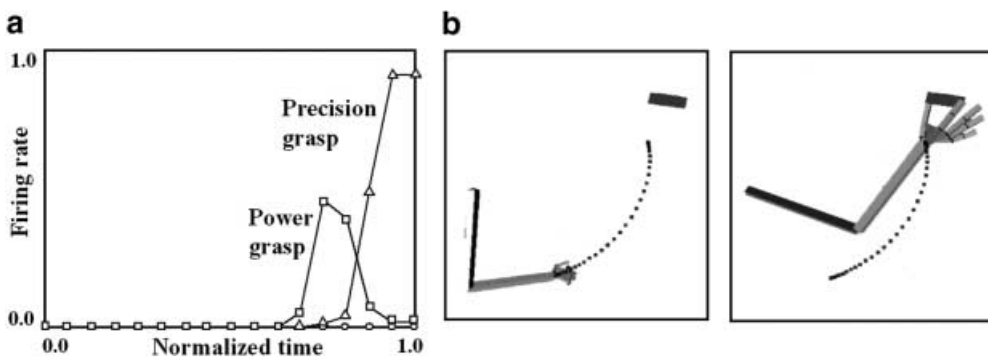 a
1.0
Precision
grasp
Power
grasp
Firing rate
0.0
0.0
Normalized time
1.0
b